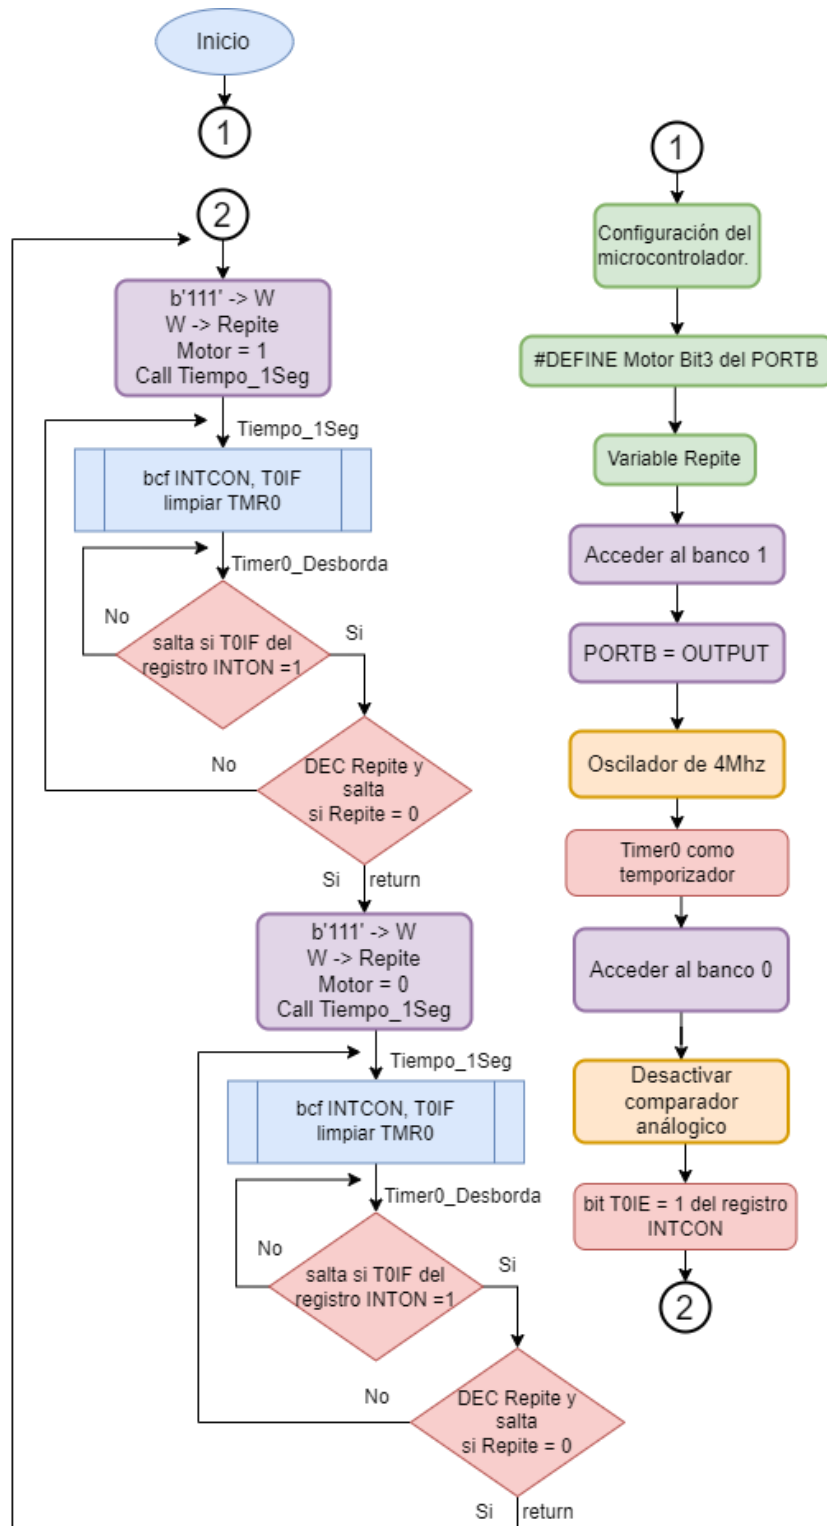 Inicio
1
2
b'111' -> W
W -> Repite
Motor = 1
Call Tiempo_1Seg
Tiempo_1Seg
bcf INTCON, T0IF
limpiar TMR0
Timer0_Desborda
No
Si
salta si T0IF del
registro INTON =1
No
DEC Repite y
salta
si Repite = 0
Si
return
b'111' -> W
W -> Repite
Motor = 0
Call Tiempo_1Seg
Tiempo_1Seg
bcf INTCON, T0IF
limpiar TMR0
Timer0_Desborda
No
Si
salta si T0IF del
registro INTON =1
No
DEC Repite y
salta
si Repite = 0
Si
return
1
Configuración del
microcontrolador.
#DEFINE Motor Bit3 del PORTB
Variable Repite
Acceder al banco 1
PORTB = OUTPUT
Oscilador de 4Mhz
Timer0 como
temporizador
Acceder al banco 0
Desactivar
comparador
análogico
bit T0IE = 1 del registro
INTCON
2